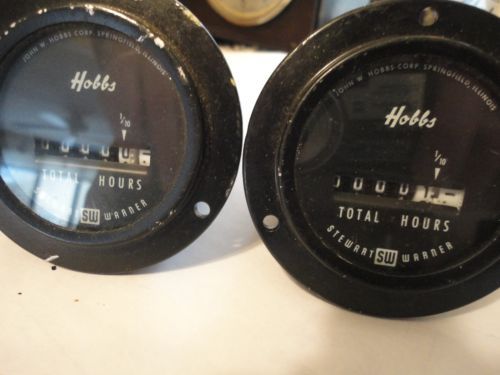 JOHN W. HOBBS CORP. SPRINGFIELD, ILLINOIS
Hobbs
1/10
TOTAL HOURS
SW WARNER
JOHN W. HOBBS CORP. SPRINGFIELD, ILLINOIS
Hobbs
1/10
TOTAL HOURS
STEWART SW WARNER